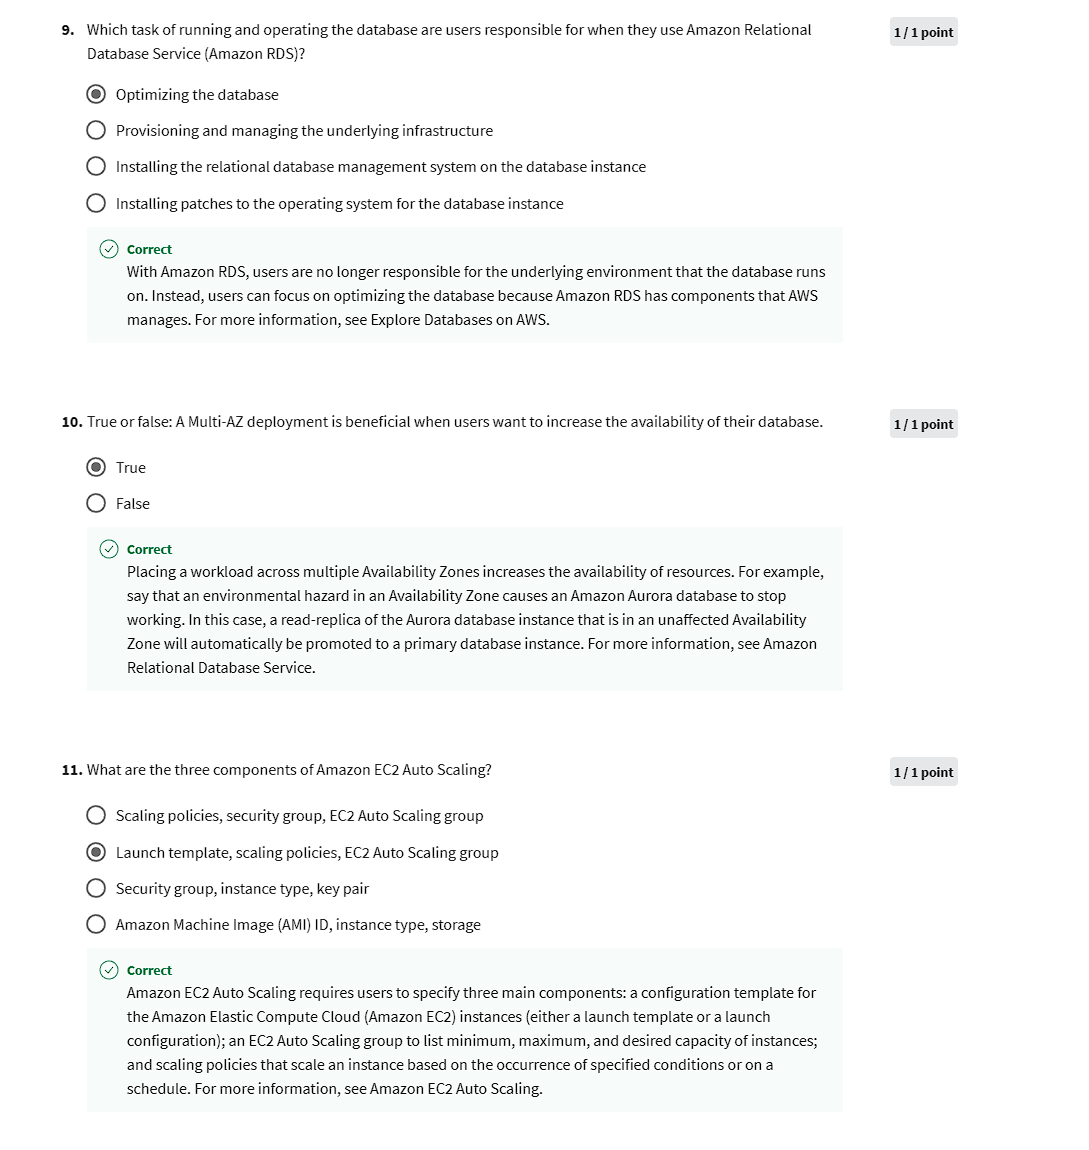 9. Which task of running and operating the database are users responsible for when they use Amazon Relational
Database Service (Amazon RDS)?
1 / 1 point
Optimizing the database
Provisioning and managing the underlying infrastructure
Installing the relational database management system on the database instance
Installing patches to the operating system for the database instance
Correct
With Amazon RDS, users are no longer responsible for the underlying environment that the database runs
on. Instead, users can focus on optimizing the database because Amazon RDS has components that AWS
manages. For more information, see Explore Databases on AWS.
10. True or false: A Multi-AZ deployment is beneficial when users want to increase the availability of their database.
1 / 1 point
True
False
Correct
Placing a workload across multiple Availability Zones increases the availability of resources. For example,
say that an environmental hazard in an Availability Zone causes an Amazon Aurora database to stop
working. In this case, a read-replica of the Aurora database instance that is in an unaffected Availability
Zone will automatically be promoted to a primary database instance. For more information, see Amazon
Relational Database Service.
11. What are the three components of Amazon EC2 Auto Scaling?
1 / 1 point
Scaling policies, security group, EC2 Auto Scaling group
Launch template, scaling policies, EC2 Auto Scaling group
Security group, instance type, key pair
Amazon Machine Image (AMI) ID, instance type, storage
Correct
Amazon EC2 Auto Scaling requires users to specify three main components: a configuration template for
the Amazon Elastic Compute Cloud (Amazon EC2) instances (either a launch template or a launch
configuration); an EC2 Auto Scaling group to list minimum, maximum, and desired capacity of instances;
and scaling policies that scale an instance based on the occurrence of specified conditions or on a
schedule. For more information, see Amazon EC2 Auto Scaling.